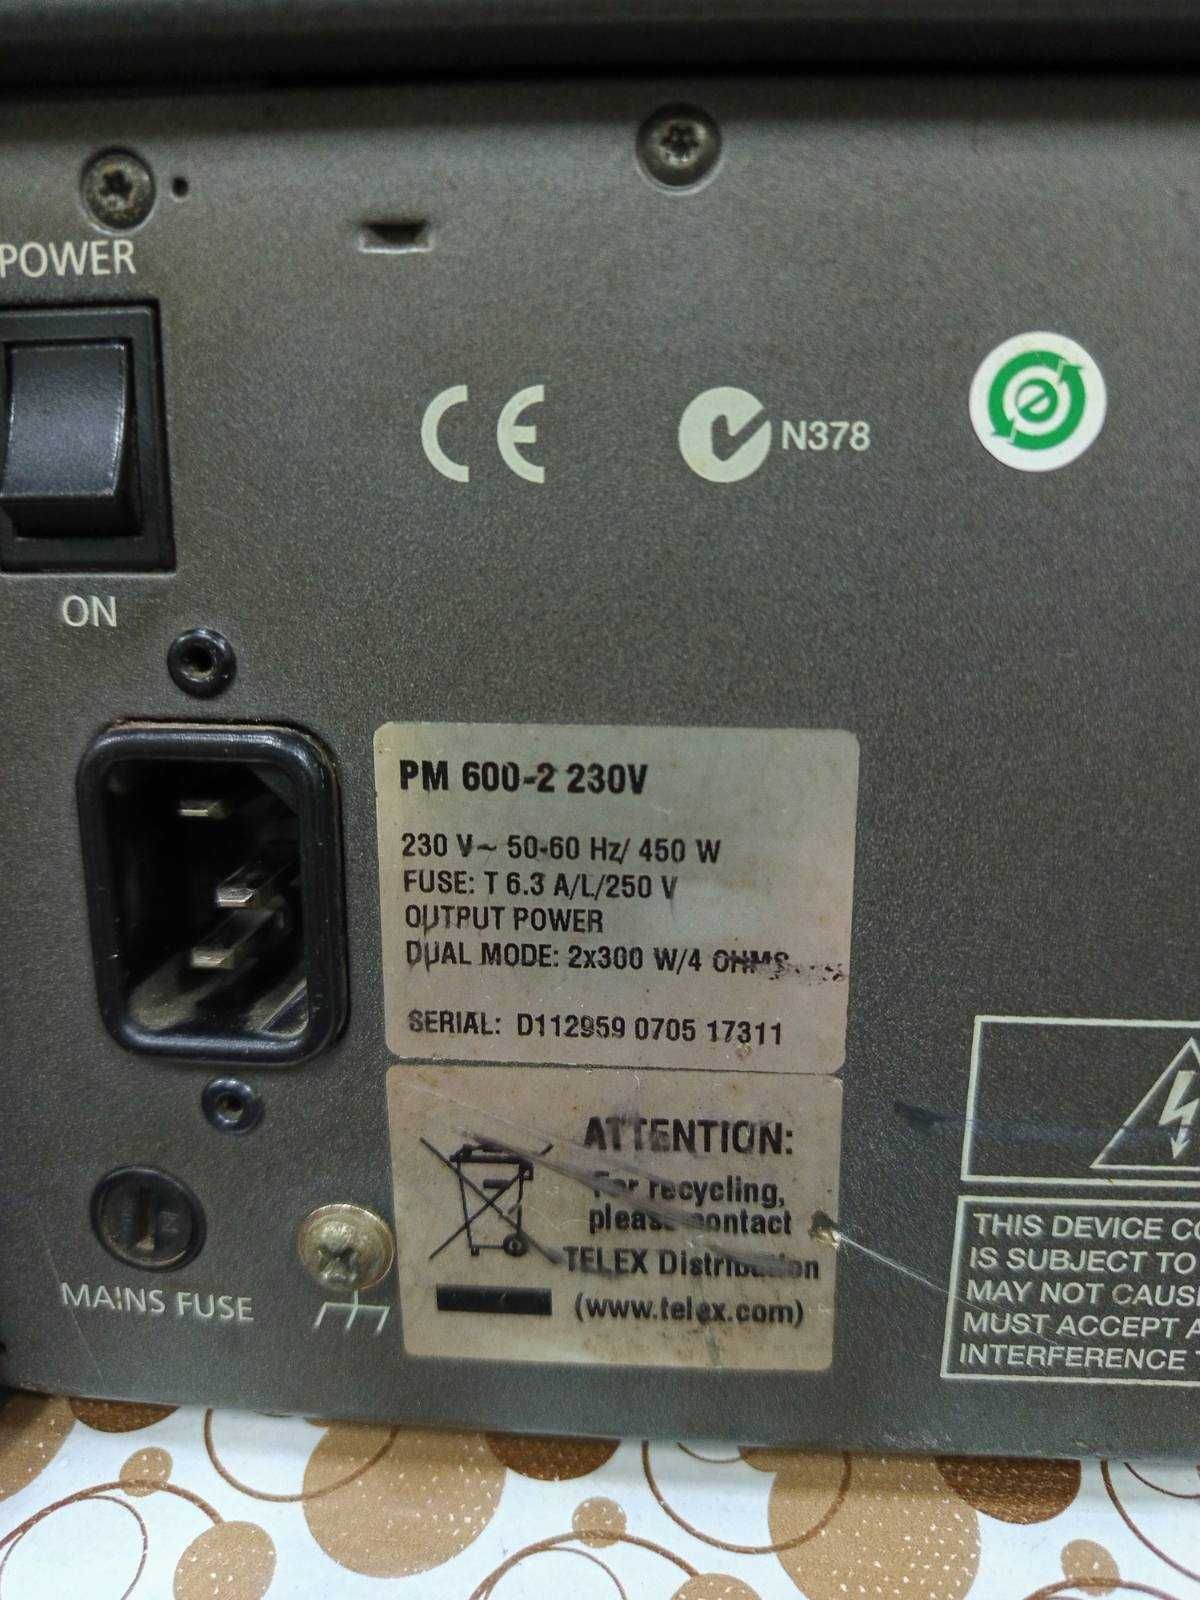 POWER
ON
CE
N378
PM 600-2 230V
230 V~ 50-60 Hz/ 450 W
FUSE: T 6.3 A/L/250 V
OUTPUT POWER
DUAL MODE: 2x300 W/4 OHMS
SERIAL: D112959 0705 17311
ATTENTION:
For recycling,
please contact
TELEX Distribution
(www.telex.com)
MAINS FUSE
THIS DEVICE CO
IS SUBJECT TO
MAY NOT CAUS
MUST ACCEPT A
INTERFERENCE